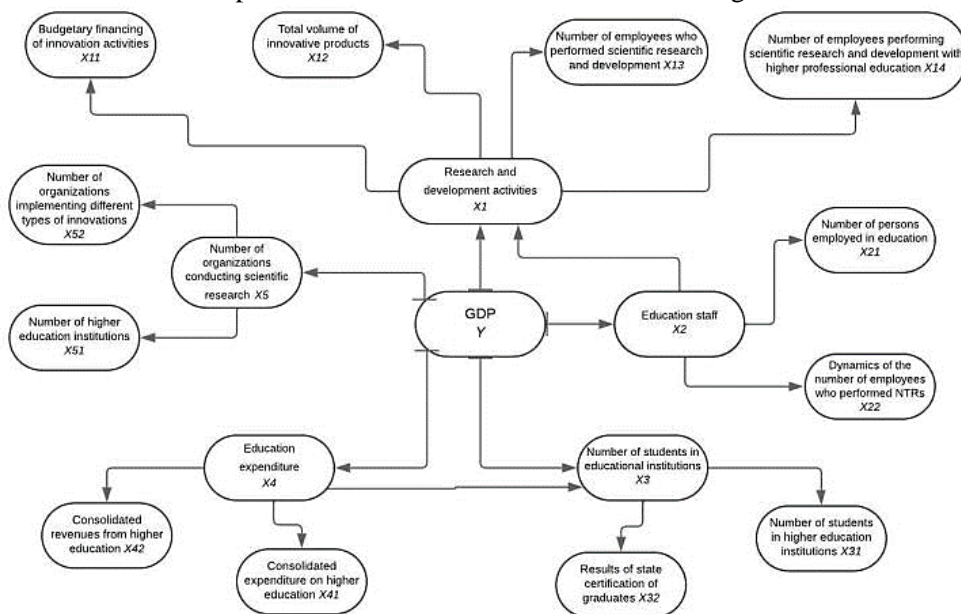 Budgetary financing
of innovation activities
X11
Total volume of
innovative products
X12
Number of employees who
performed scientific research
and development X13
Number of employees performing
scientific research and development with
higher professional education X14
Research and
development activities
X1
Number of
organizations
implementing different
types of innovations
X52
Number of
organizations
conducting scientific
research X5
Number of higher
education institutions
X51
GDP
Y
Education staff
X2
Number of persons
employed in education
X21
Dynamics of the
number of employees
who performed NTRs
X22
Education
expenditure
X4
Number of students in
educational institutions
X3
Consolidated
revenues from higher
education X42
Consolidated
expenditure on higher
education X41
Results of state
certification of
graduates X32
Number of students
in higher education
institutions X31